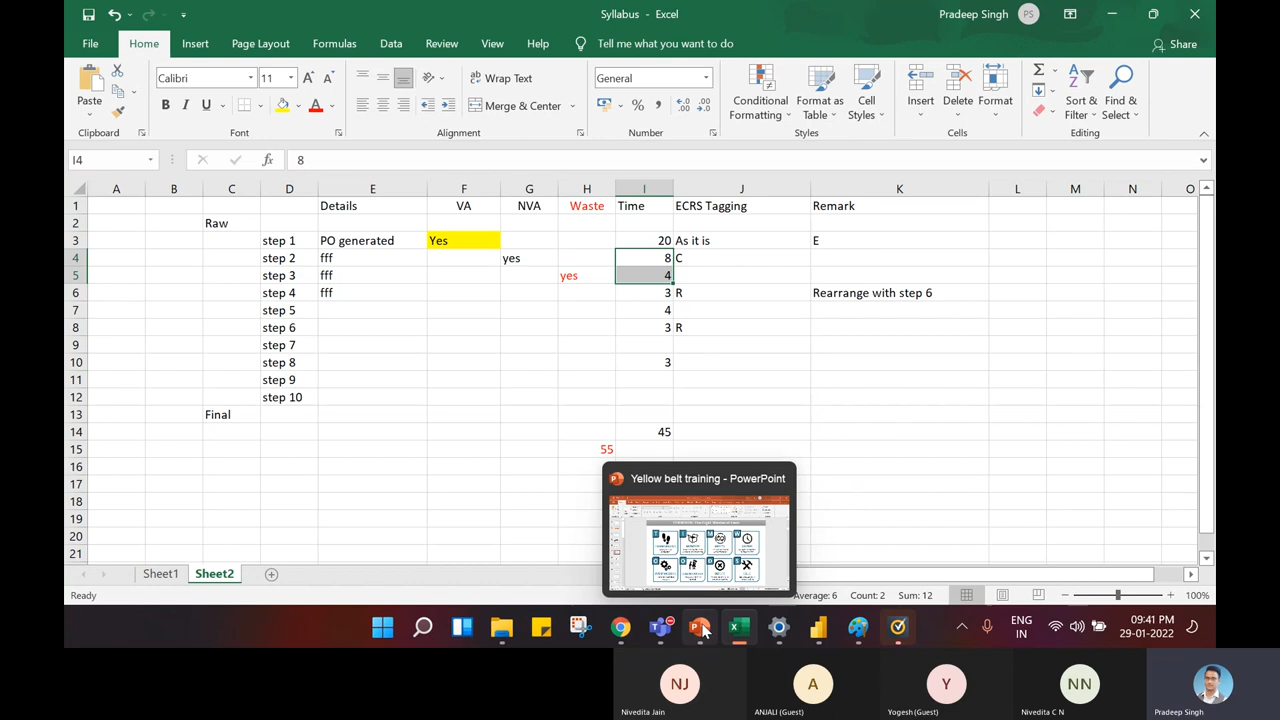 Syllabus - Excel
Pradeep Singh PS
File Home Insert Page Layout Formulas Data Review View Help Tell me what you want to do Share
Paste
Calibri 11
B I U
Wrap Text
Merge & Center
General
Conditional Formatting
Format as Table
Cell Styles
Insert Delete Format
Sort & Filter
Find & Select
Clipboard Font Alignment Number Styles Cells Editing
I4 fx 8
A B C D E F G H I J K L M N O
1 Details VA NVA Waste Time ECRS Tagging Remark
2 Raw
3 step 1 PO generated Yes 20 As it is E
4 step 2 fff yes 8 C
5 step 3 fff yes 4
6 step 4 fff 3 R Rearrange with step 6
7 step 5 4
8 step 6 3 R
9 step 7
10 step 8 3
11 step 9
12 step 10
13 Final
14 45
15 55
16
17
18
19
20
21
Yellow belt training - PowerPoint
Sheet1 Sheet2
Ready Average: 6 Count: 2 Sum: 12 100%
ENG
IN
09:41 PM
29-01-2022
NJ A Y NN
Nivedita Jain ANJALI (Guest) Yogesh (Guest) Nivedita C N Pradeep Singh